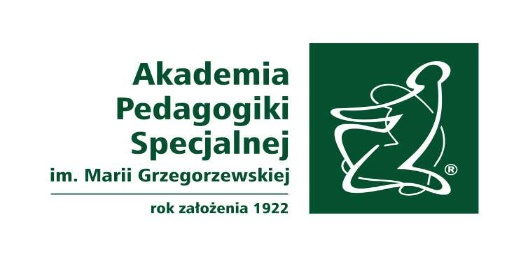 Akademia
Pedagogiki
Specjalnej
im. Marii Grzegorzewskiej
rok założenia 1922
®